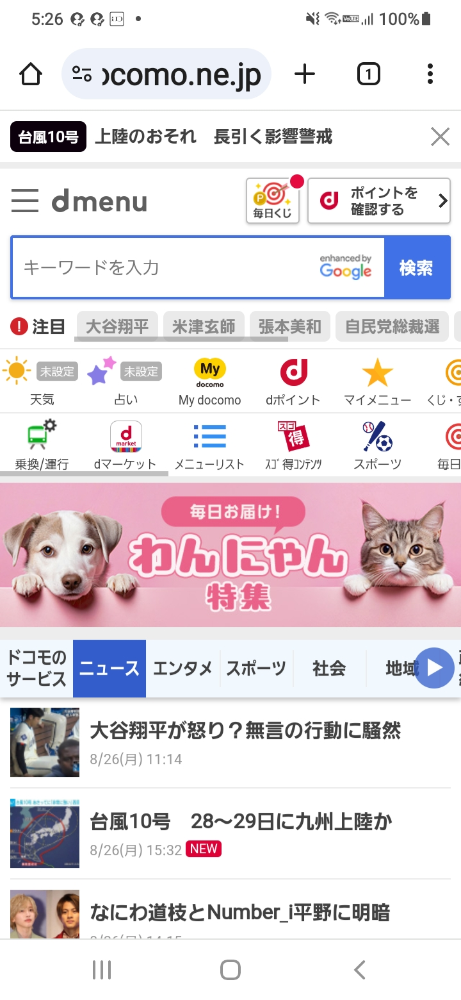 5:26 iD VoLTE 100%
ocomo.ne.jp 1
台風10号 上陸のおそれ 長引く影響警戒
dmenu
P
毎日くじ
d ポイントを
確認する
キーワードを入力
enhanced by
Google
検索
! 注目 大谷翔平 米津玄師 張本美和 自民党総裁選
未設定 未設定 My
docomo d
天気 占い My docomo dポイント マイメニュー くじ・す
d
market スゴ
得
乗換/運行 dマーケット メニューリスト スゴ得コンテンツ スポーツ 毎日
毎日お届け!
わんにゃん
特集
ドコモの
サービス ニュース エンタメ スポーツ 社会 地域
大谷翔平が怒り？無言の行動に騒然
8/26(月) 11:14
台風10号 28〜29日に九州上陸か
8/26(月) 15:32 NEW
なにわ道枝とNumber_i平野に明暗